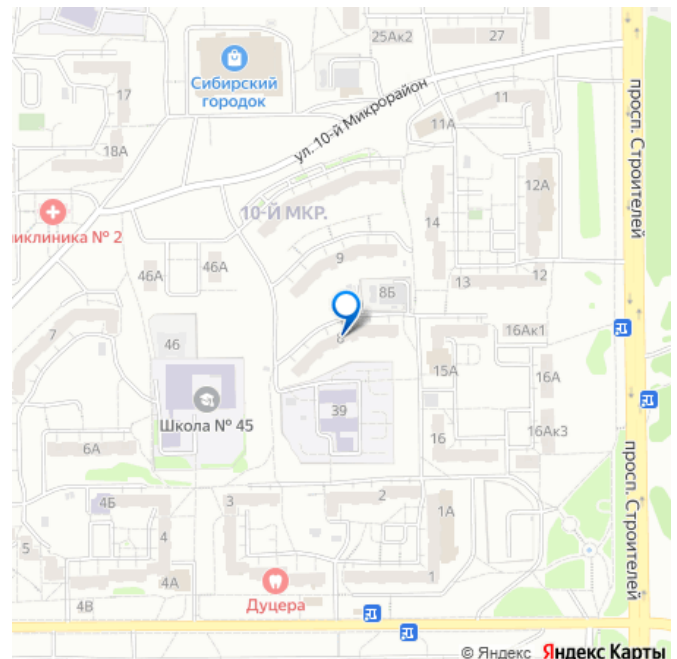 25Ак2
27
Сибирский
городок
17
ул. 10-й Микрорайон
11
11А
18А
просп. Строителей
12А
10-Й МКР.
иклиника № 2
14
9
46А
46А
13
12
8Б
7
46
8
16Ак1
15А
16А
39
Школа № 45
16
16Ак3
6А
просп. Строителей
4Б
3
2
1А
4
5
4А
1
4В
Дуцера
© Яндекс Яндекс Карты